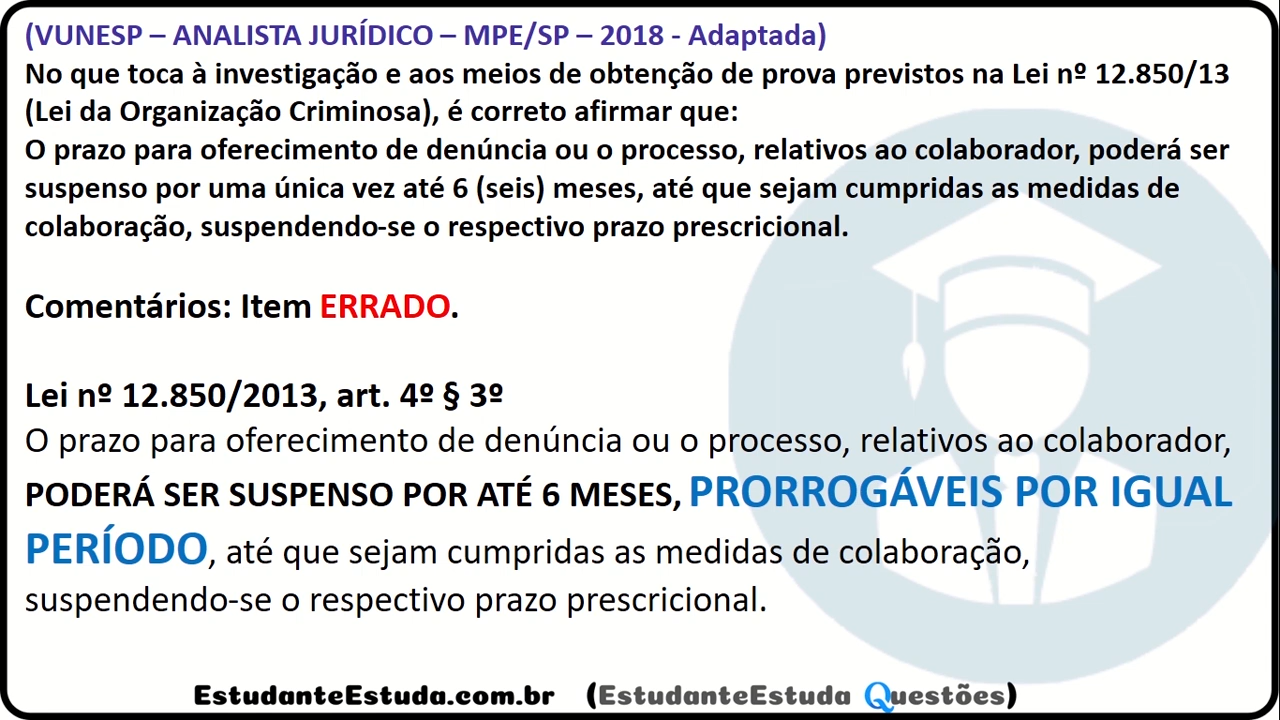 (VUNESP – ANALISTA JURÍDICO – MPE/SP – 2018 - Adaptada)
No que toca à investigação e aos meios de obtenção de prova previstos na Lei nº 12.850/13
(Lei da Organização Criminosa), é correto afirmar que:
O prazo para oferecimento de denúncia ou o processo, relativos ao colaborador, poderá ser
suspenso por uma única vez até 6 (seis) meses, até que sejam cumpridas as medidas de
colaboração, suspendendo-se o respectivo prazo prescricional.
Comentários: Item ERRADO.
Lei nº 12.850/2013, art. 4º § 3º
O prazo para oferecimento de denúncia ou o processo, relativos ao colaborador,
PODERÁ SER SUSPENSO POR ATÉ 6 MESES, PRORROGÁVEIS POR IGUAL
PERÍODO, até que sejam cumpridas as medidas de colaboração,
suspendendo-se o respectivo prazo prescricional.
EstudanteEstuda.com.br (EstudanteEstuda Questões)